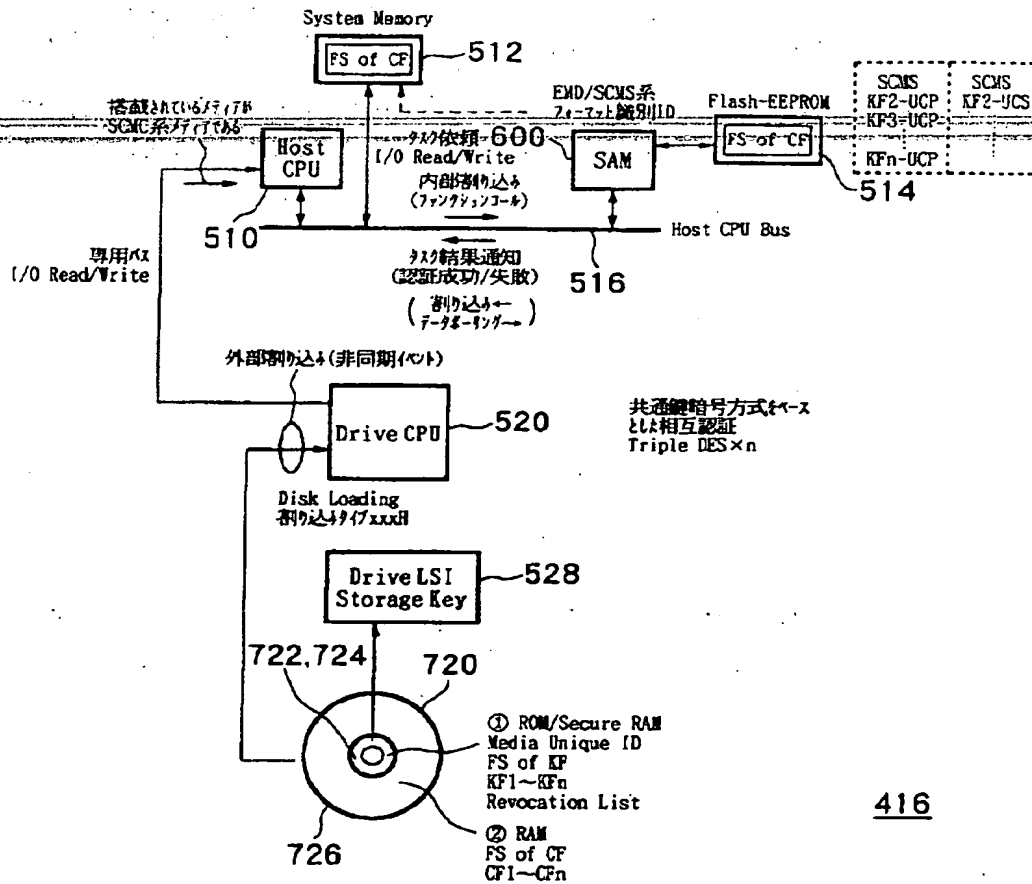 System Memory
FS of CF
512
搭載されているメディアが
SCMC系メディアである
EMD/SCMS系
フォーマット識別ID
Flash-EEPROM
FS of CF
514
SCMS
KF2-UCP
KF3-UCP
KFn-UCP
SCMS
KF2-UCS
Host
CPU
510
タスク依頼
I/O Read/Write
内部割り込み
(ファンクションコール)
600
SAM
Host CPU Bus
516
専用バス
I/O Read/Write
タスク結果通知
(認証成功/失敗)
割り込み←
データポーリング→
外部割り込み(非同期イベント)
Drive CPU
520
共通鍵暗号方式をベース
とした相互認証
Triple DES×n
Disk Loading
割り込みタイプxxxH
Drive LSI
Storage Key
528
722,724
720
① ROM/Secure RAM
Media Unique ID
FS of KF
KF1~KFn
Revocation List
② RAM
FS of CF
CF1~CFn
726
416